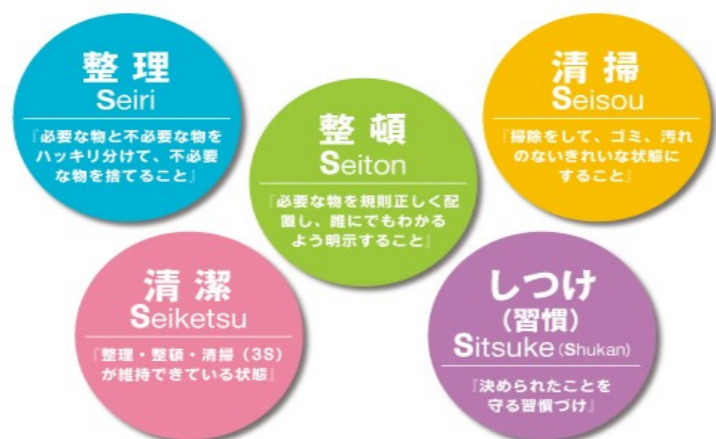 整理
Seiri
『必要な物と不必要な物を
ハッキリ分けて、不必要
な物を捨てること』
整頓
Seiton
『必要な物を規則正しく配
置し、誰にでもわかる
よう明示すること』
清掃
Seisou
『掃除をして、ゴミ、汚れ
のないきれいな状態に
すること』
清潔
Seiketsu
『整理・整頓・清掃（3S）
が維持できている状態』
しつけ
(習慣)
Sitsuke (Shukan)
『決められたことを
守る習慣づけ』